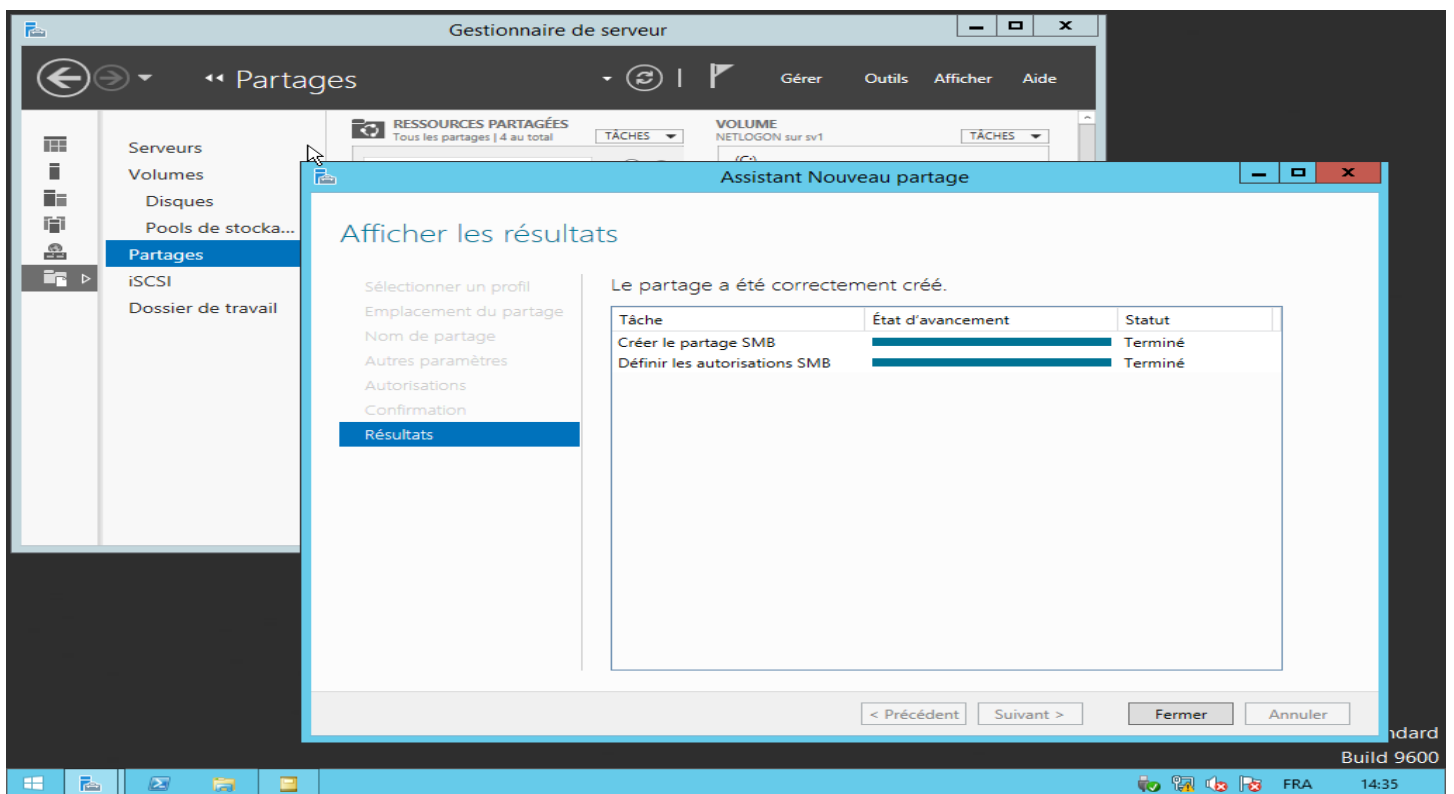 Gestionnaire de serveur
Partages
Gérer Outils Afficher Aide
Serveurs
Volumes
Disques
Pools de stocka...
Partages
iSCSI
Dossier de travail
RESSOURCES PARTAGÉES
Tous les partages | 4 au total
TÂCHES
VOLUME
NETLOGON sur sv1
TÂCHES
Assistant Nouveau partage
Afficher les résultats
Sélectionner un profil
Emplacement du partage
Nom de partage
Autres paramètres
Autorisations
Confirmation
Résultats
Le partage a été correctement créé.
Tâche État d'avancement Statut
Créer le partage SMB Terminé
Définir les autorisations SMB Terminé
< Précédent Suivant > Fermer Annuler
ndard
Build 9600
FRA 14:35